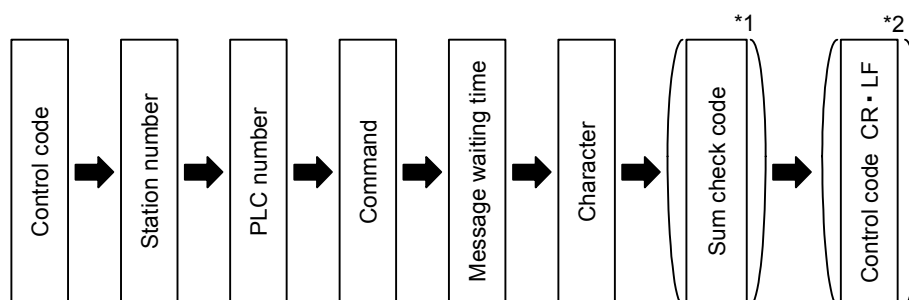 *1
*2
Control code
Station number
PLC number
Command
Message waiting time
Character
Sum check code
Control code CR・LF